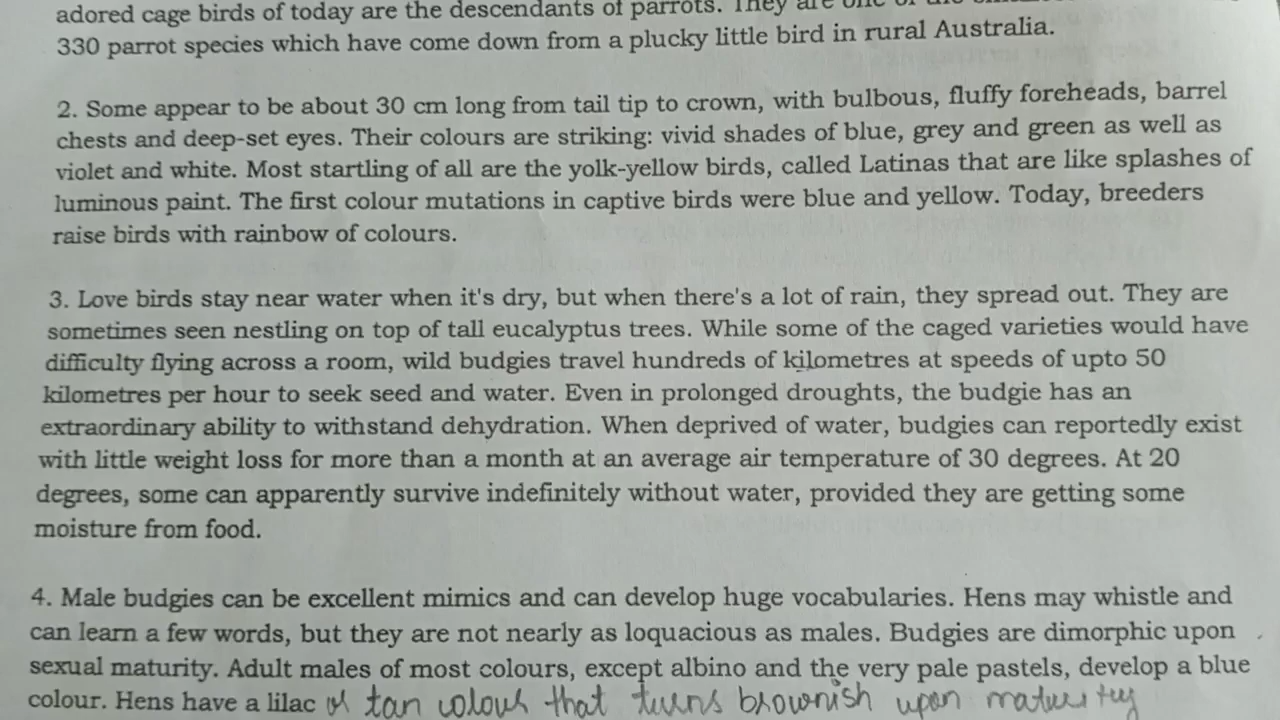 adored cage birds of today are the descendants of parrots. They are one of the
330 parrot species which have come down from a plucky little bird in rural Australia.
2. Some appear to be about 30 cm long from tail tip to crown, with bulbous, fluffy foreheads, barrel
chests and deep-set eyes. Their colours are striking: vivid shades of blue, grey and green as well as
violet and white. Most startling of all are the yolk-yellow birds, called Latinas that are like splashes of
luminous paint. The first colour mutations in captive birds were blue and yellow. Today, breeders
raise birds with rainbow of colours.
3. Love birds stay near water when it's dry, but when there's a lot of rain, they spread out. They are
sometimes seen nestling on top of tall eucalyptus trees. While some of the caged varieties would have
difficulty flying across a room, wild budgies travel hundreds of kilometres at speeds of upto 50
kilometres per hour to seek seed and water. Even in prolonged droughts, the budgie has an
extraordinary ability to withstand dehydration. When deprived of water, budgies can reportedly exist
with little weight loss for more than a month at an average air temperature of 30 degrees. At 20
degrees, some can apparently survive indefinitely without water, provided they are getting some
moisture from food.
4. Male budgies can be excellent mimics and can develop huge vocabularies. Hens may whistle and
can learn a few words, but they are not nearly as loquacious as males. Budgies are dimorphic upon
sexual maturity. Adult males of most colours, except albino and the very pale pastels, develop a blue
colour. Hens have a lilac or tan colour that turns brownish upon maturity